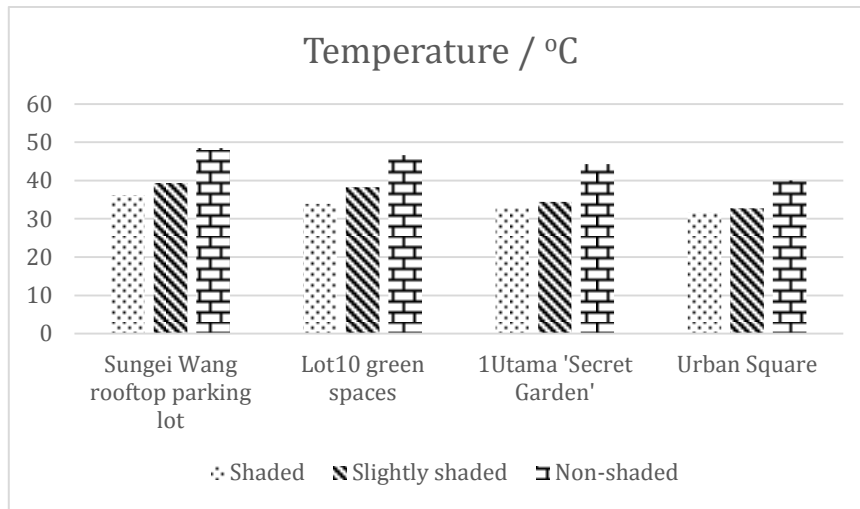 Temperature / ⁰C
60
50
40
30
20
10
0
Sungei Wang rooftop parking lot
Lot10 green spaces
1Utama 'Secret Garden'
Urban Square
Shaded
Slightly shaded
Non-shaded